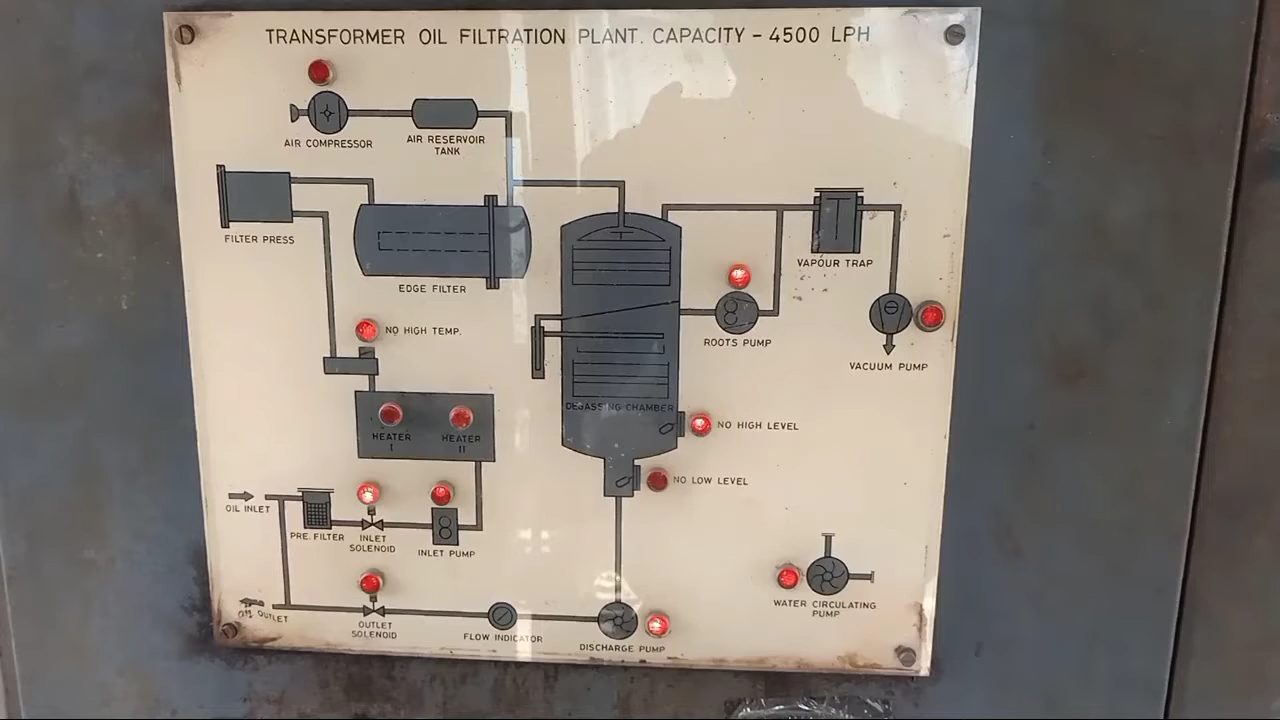 TRANSFORMER OIL FILTRATION PLANT. CAPACITY - 4500 LPH
AIR COMPRESSOR
AIR RESERVOIR
TANK
FILTER PRESS
EDGE FILTER
VAPOUR TRAP
NO HIGH TEMP.
ROOTS PUMP
VACUUM PUMP
DEGASSING CHAMBER
HEATER
I
HEATER
II
NO HIGH LEVEL
NO LOW LEVEL
OIL INLET
PRE. FILTER
INLET
SOLENOID
INLET PUMP
WATER CIRCULATING
PUMP
OIL OUTLET
OUTLET
SOLENOID
FLOW INDICATOR
DISCHARGE PUMP